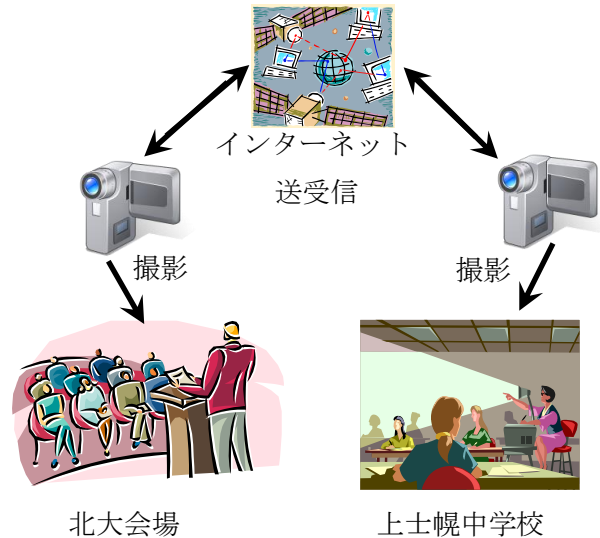 インターネット
送受信
撮影
撮影
北大会場
上士幌中学校